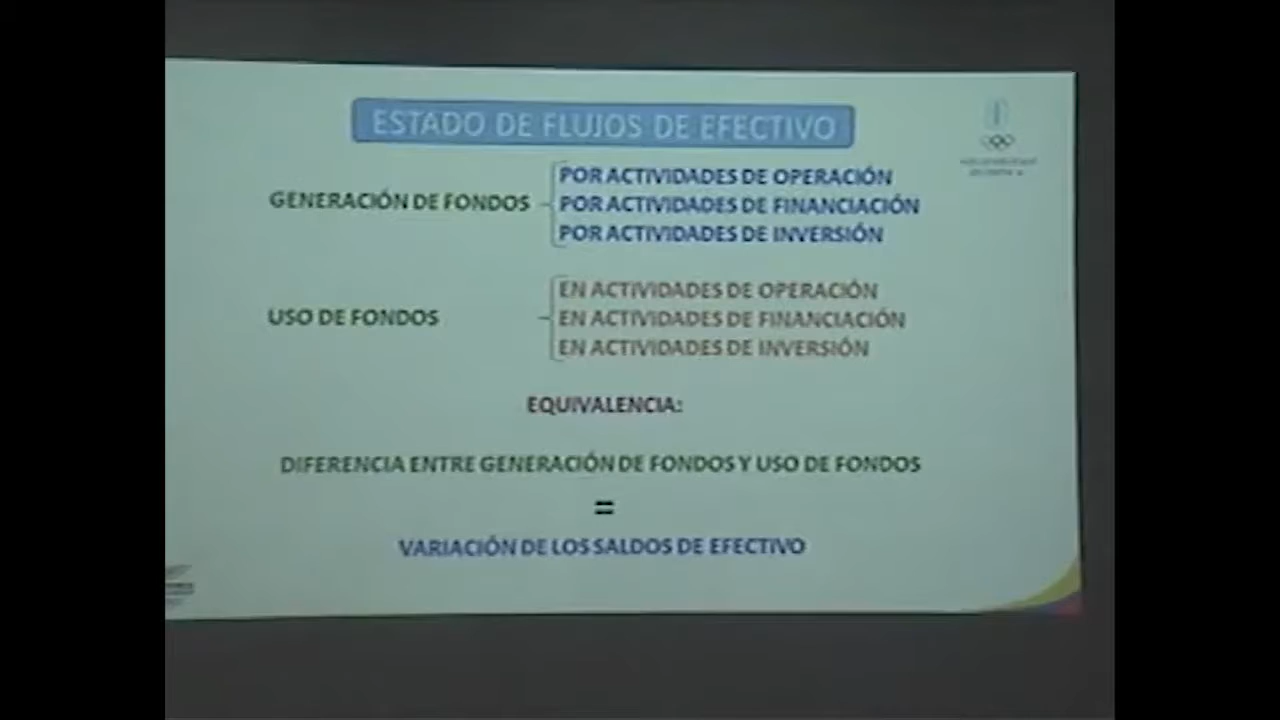 ESTADO DE FLUJOS DE EFECTIVO
GENERACIÓN DE FONDOS
POR ACTIVIDADES DE OPERACIÓN
POR ACTIVIDADES DE FINANCIACIÓN
POR ACTIVIDADES DE INVERSIÓN
USO DE FONDOS
EN ACTIVIDADES DE OPERACIÓN
EN ACTIVIDADES DE FINANCIACIÓN
EN ACTIVIDADES DE INVERSIÓN
EQUIVALENCIA:
DIFERENCIA ENTRE GENERACIÓN DE FONDOS Y USO DE FONDOS
=
VARIACIÓN DE LOS SALDOS DE EFECTIVO